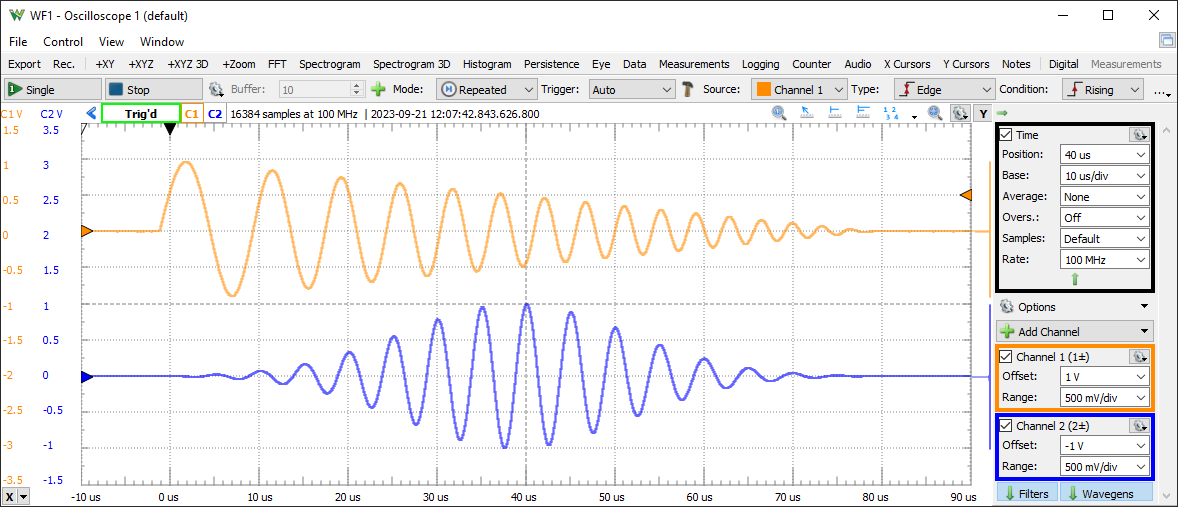 WF1 - Oscilloscope 1 (default)
File Control View Window
Export Rec. +XY +XYZ +XYZ 3D +Zoom FFT Spectrogram Spectrogram 3D Histogram Persistence Eye Data Measurements Logging Counter Audio X Cursors Y Cursors Notes Digital Measurements
Single Stop Buffer: 10 Mode: Repeated Trigger: Auto Source: Channel 1 Type: Edge Condition: Rising ...
C1 V C2 V Trig'd C1 C2 16384 samples at 100 MHz | 2023-09-21 12:07:42.843.626.800 Y
1.5 3.5
1 3
0.5 2.5
0 2
-0.5 1.5
-1 1
-1.5 0.5
-2 0
-2.5 -0.5
-3 -1
-3.5 -1.5
X -10 us 0 us 10 us 20 us 30 us 40 us 50 us 60 us 70 us 80 us 90 us
Time
Position: 40 us
Base: 10 us/div
Average: None
Overs.: Off
Samples: Default
Rate: 100 MHz
Options
Add Channel
Channel 1 (1±)
Offset: 1 V
Range: 500 mV/div
Channel 2 (2±)
Offset: -1 V
Range: 500 mV/div
Filters Wavegens